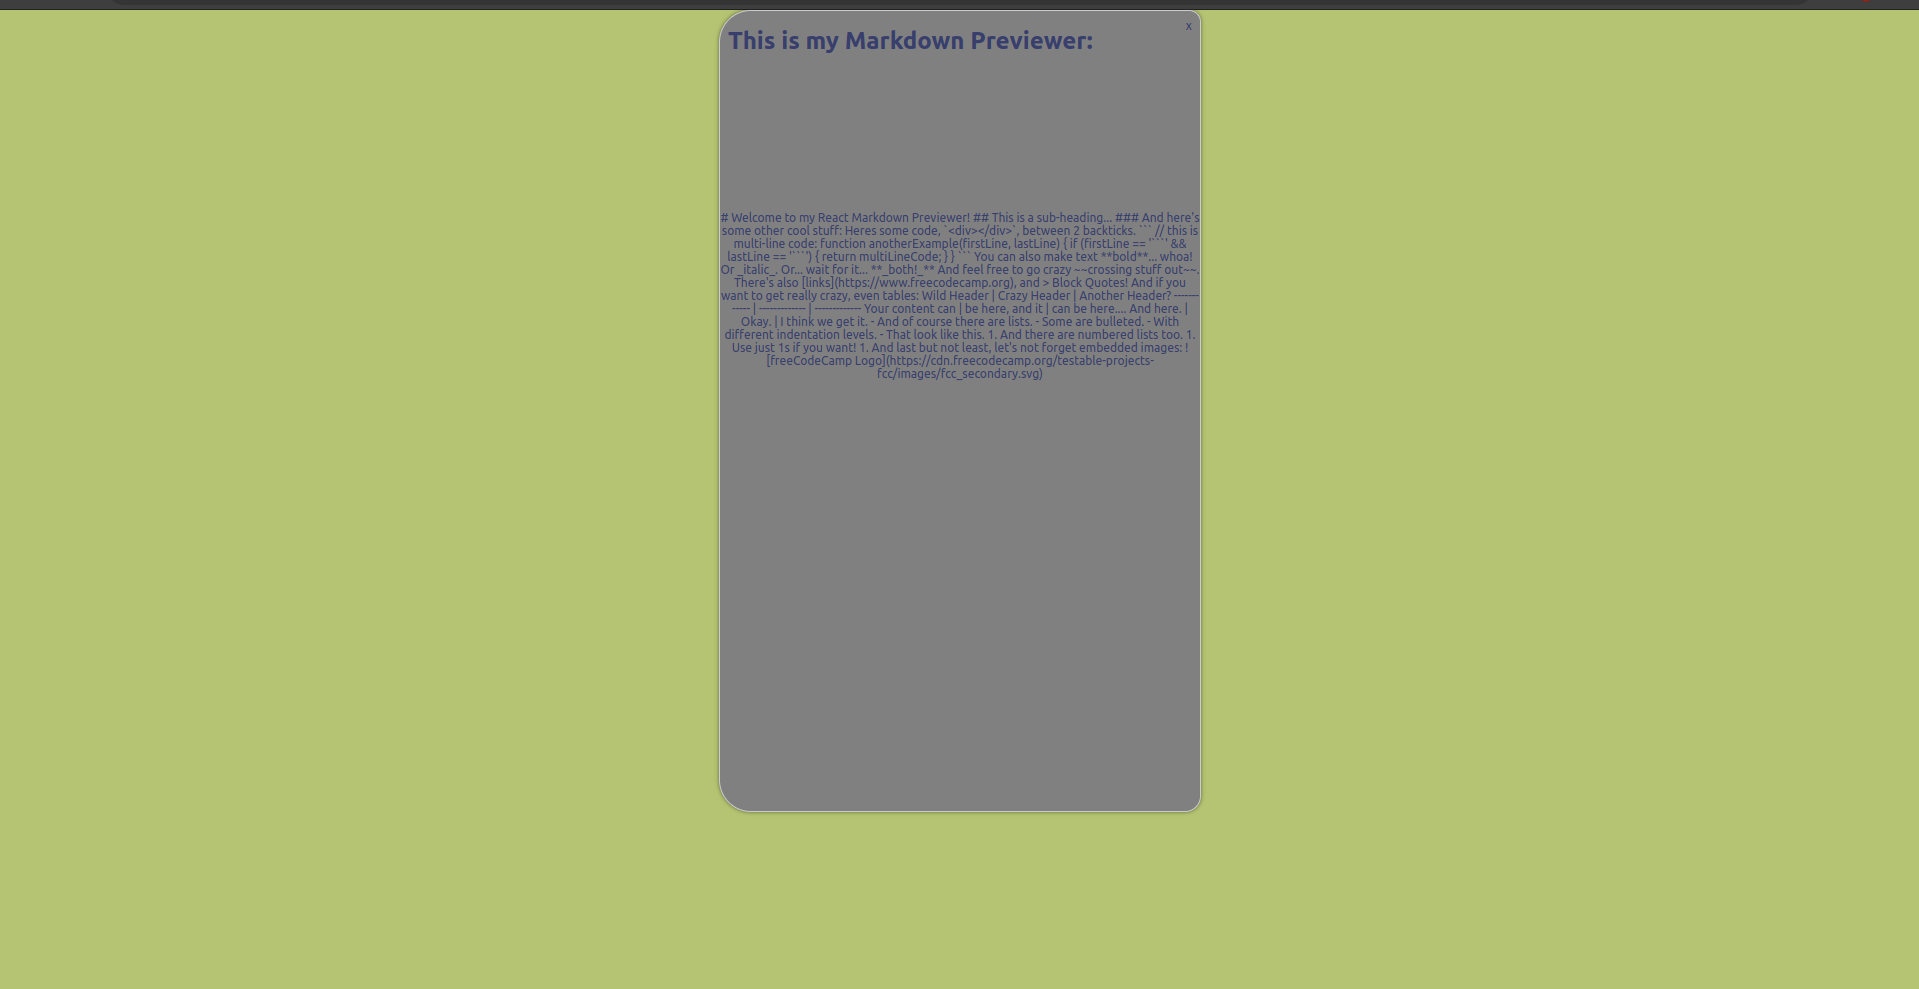 x
This is my Markdown Previewer:
# Welcome to my React Markdown Previewer! ## This is a sub-heading... ### And here's
some other cool stuff: Heres some code, `<div></div>`, between 2 backticks. ``` // this is
multi-line code: function anotherExample(firstLine, lastLine) { if (firstLine == '```' &&
lastLine == '```') { return multiLineCode; } } ``` You can also make text **bold**... whoa!
Or _italic_. Or... wait for it... **_both!_** And feel free to go crazy ~~crossing stuff out~~.
There's also [links](https://www.freecodecamp.org), and > Block Quotes! And if you
want to get really crazy, even tables: Wild Header | Crazy Header | Another Header? -------
----- | ------------- | ------------- Your content can | be here, and it | can be here.... And here. |
Okay. | I think we get it. - And of course there are lists. - Some are bulleted. - With
different indentation levels. - That look like this. 1. And there are numbered lists too. 1.
Use just 1s if you want! 1. And last but not least, let's not forget embedded images: !
[freeCodeCamp Logo](https://cdn.freecodecamp.org/testable-projects-
fcc/images/fcc_secondary.svg)